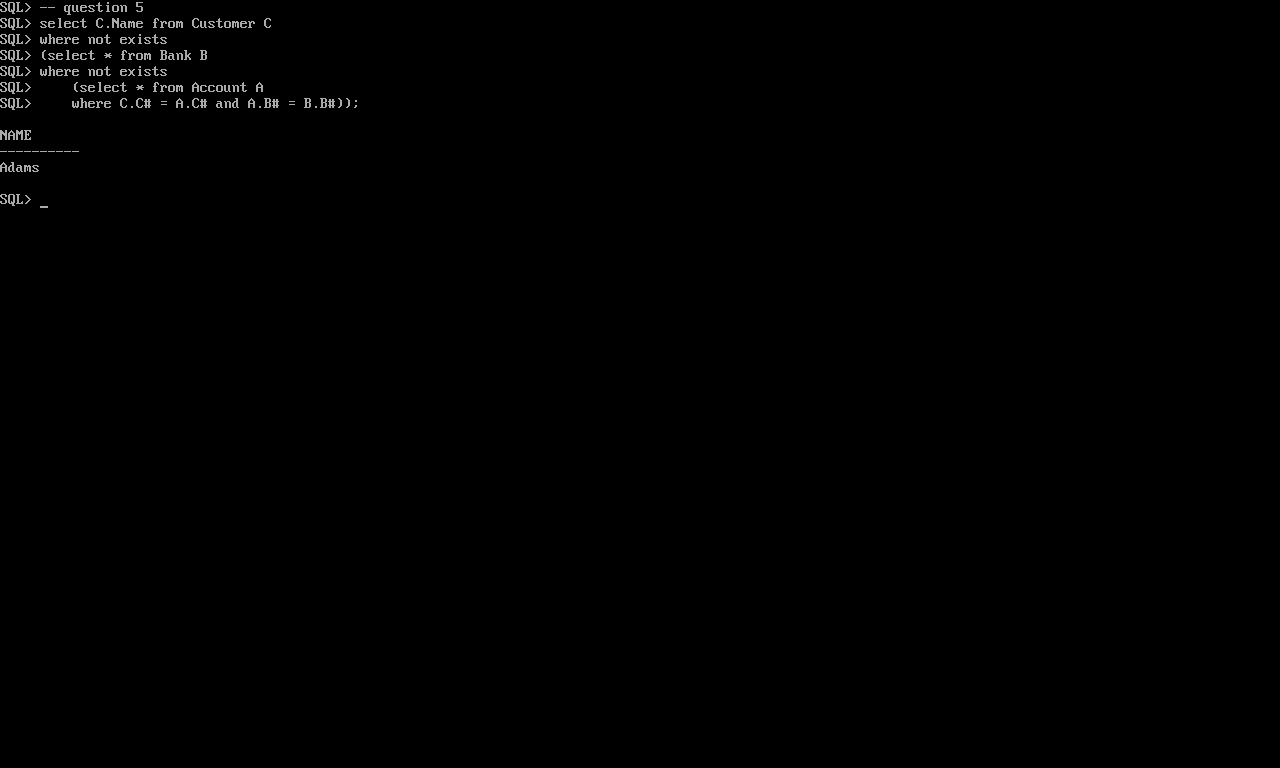 SQL> -- question 5
SQL> select C.Name from Customer C
SQL> where not exists
SQL> (select * from Bank B
SQL> where not exists
SQL>     (select * from Account A
SQL>     where C.C# = A.C# and A.B# = B.B#));
NAME
----------
Adams
SQL> _